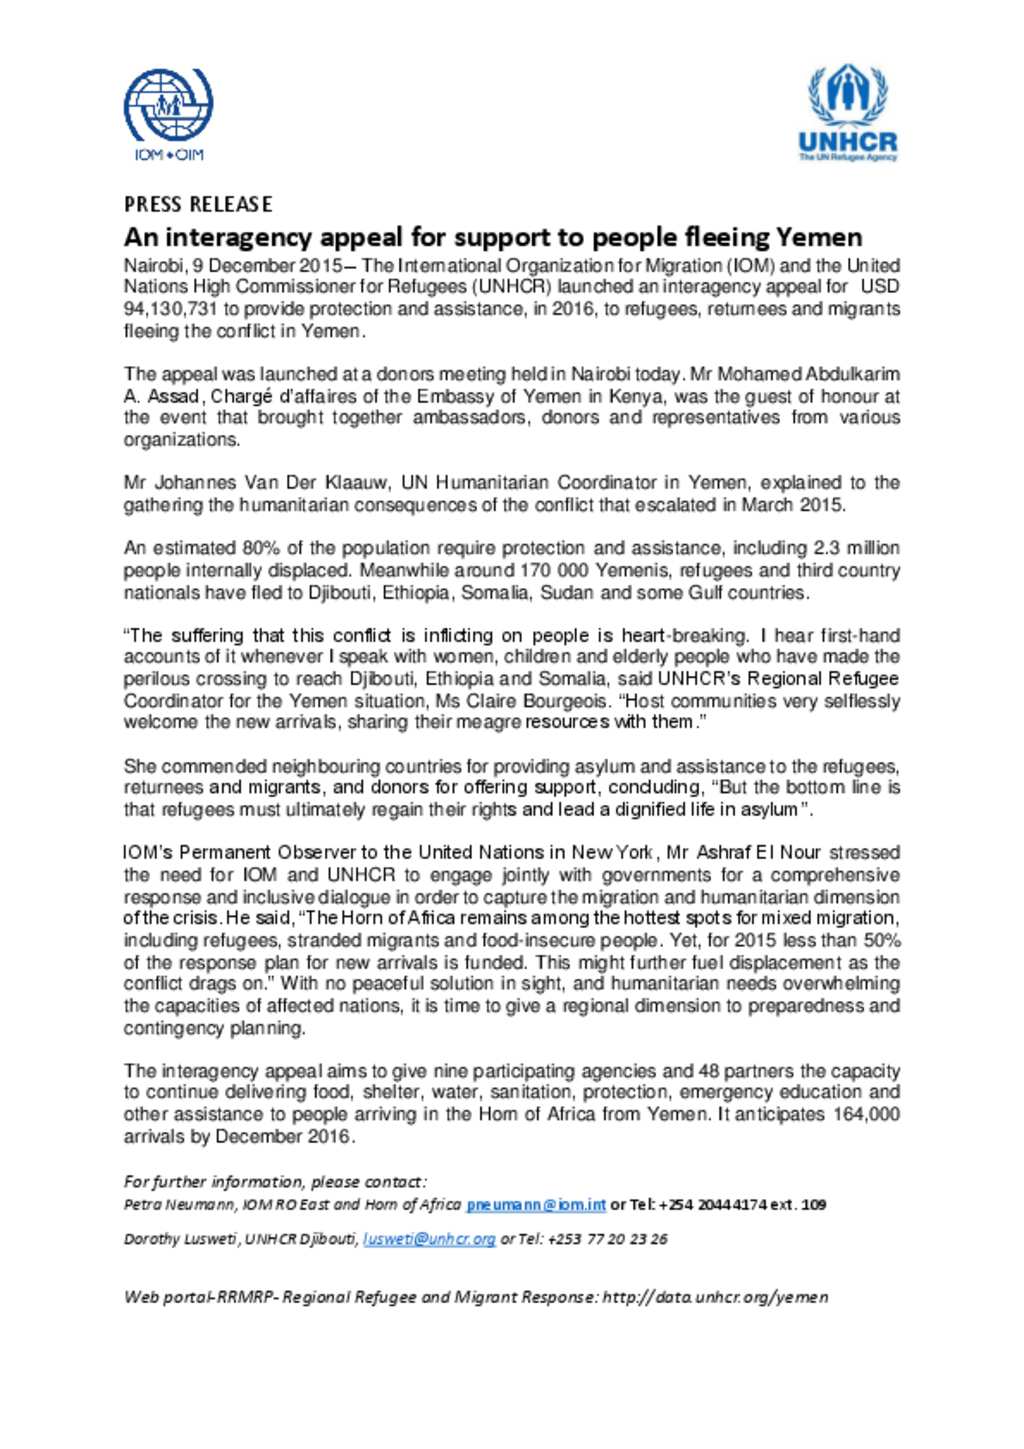 IOM • OIM
UNHCR
The UN Refugee Agency
PRESS RELEASE
An interagency appeal for support to people fleeing Yemen
Nairobi, 9 December 2015– The International Organization for Migration (IOM) and the United
Nations High Commissioner for Refugees (UNHCR) launched an interagency appeal for USD
94,130,731 to provide protection and assistance, in 2016, to refugees, returnees and migrants
fleeing the conflict in Yemen.
The appeal was launched at a donors meeting held in Nairobi today. Mr Mohamed Abdulkarim
A. Assad, Chargé d’affaires of the Embassy of Yemen in Kenya, was the guest of honour at
the event that brought together ambassadors, donors and representatives from various
organizations.
Mr Johannes Van Der Klaauw, UN Humanitarian Coordinator in Yemen, explained to the
gathering the humanitarian consequences of the conflict that escalated in March 2015.
An estimated 80% of the population require protection and assistance, including 2.3 million
people internally displaced. Meanwhile around 170 000 Yemenis, refugees and third country
nationals have fled to Djibouti, Ethiopia, Somalia, Sudan and some Gulf countries.
“The suffering that this conflict is inflicting on people is heart-breaking. I hear first-hand
accounts of it whenever I speak with women, children and elderly people who have made the
perilous crossing to reach Djibouti, Ethiopia and Somalia, said UNHCR’s Regional Refugee
Coordinator for the Yemen situation, Ms Claire Bourgeois. “Host communities very selflessly
welcome the new arrivals, sharing their meagre resources with them.”
She commended neighbouring countries for providing asylum and assistance to the refugees,
returnees and migrants, and donors for offering support, concluding, “But the bottom line is
that refugees must ultimately regain their rights and lead a dignified life in asylum”.
IOM’s Permanent Observer to the United Nations in New York, Mr Ashraf El Nour stressed
the need for IOM and UNHCR to engage jointly with governments for a comprehensive
response and inclusive dialogue in order to capture the migration and humanitarian dimension
of the crisis. He said, “The Horn of Africa remains among the hottest spots for mixed migration,
including refugees, stranded migrants and food-insecure people. Yet, for 2015 less than 50%
of the response plan for new arrivals is funded. This might further fuel displacement as the
conflict drags on.” With no peaceful solution in sight, and humanitarian needs overwhelming
the capacities of affected nations, it is time to give a regional dimension to preparedness and
contingency planning.
The interagency appeal aims to give nine participating agencies and 48 partners the capacity
to continue delivering food, shelter, water, sanitation, protection, emergency education and
other assistance to people arriving in the Horn of Africa from Yemen. It anticipates 164,000
arrivals by December 2016.
For further information, please contact:
Petra Neumann, IOM RO East and Horn of Africa pneumann@iom.int or Tel: +254 20444174 ext. 109
Dorothy Lusweti, UNHCR Djibouti, lusweti@unhcr.org or Tel: +253 77 20 23 26
Web portal-RRMRP- Regional Refugee and Migrant Response: http://data.unhcr.org/yemen